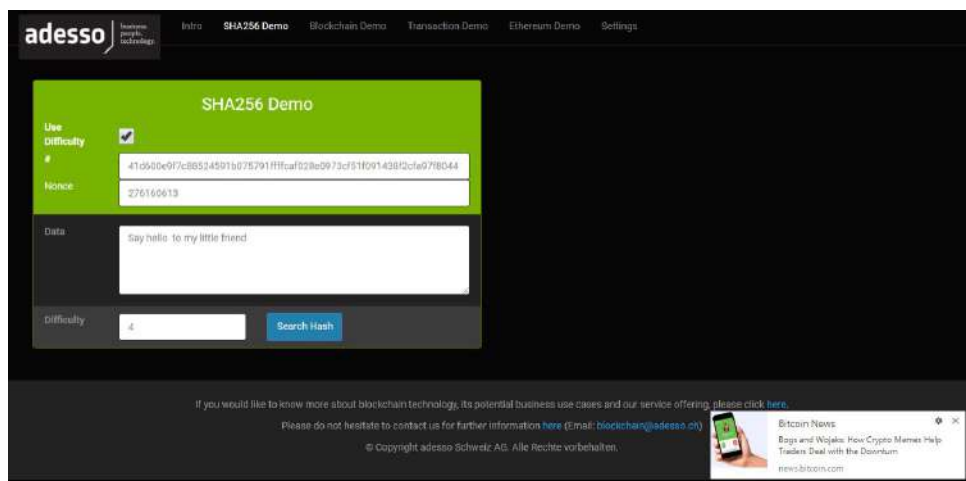 adesso business. people. technology.
Intro SHA256 Demo Blockchain Demo Transaction Demo Ethereum Demo Settings
SHA256 Demo
Use Difficulty
#
Nonce 276160613
Data Say hello to my little friend
Difficulty 4 Search Hash
If you would like to know more about blockchain technology, its potential business use cases and our service offering, please click here.
Please do not hesitate to contact us for further information here (Email: blockchain@adesso.ch)
© Copyright adesso Schweiz AG. Alle Rechte vorbehalten.
Bitcoin News
Bogs and Wojaks: How Crypto Memes Help
Traders Deal with the Downturn
news.bitcoin.com